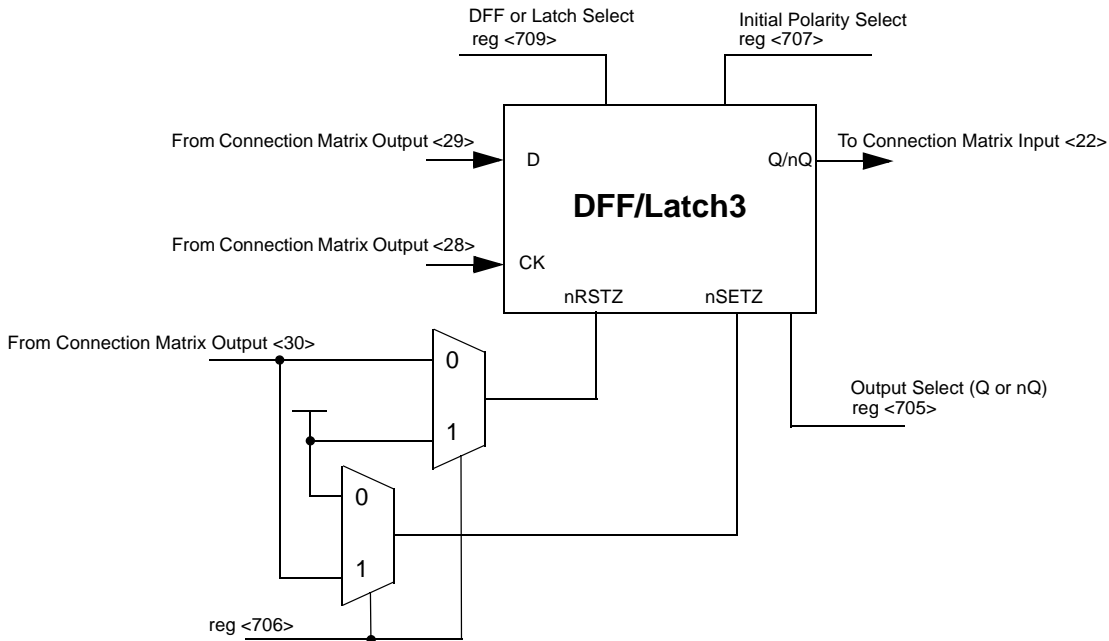 DFF or Latch Select
reg <709>
Initial Polarity Select
reg <707>
From Connection Matrix Output <29>
D
Q/nQ
To Connection Matrix Input <22>
DFF/Latch3
From Connection Matrix Output <28>
CK
nRSTZ
nSETZ
From Connection Matrix Output <30>
0
1
Output Select (Q or nQ)
reg <705>
0
1
reg <706>